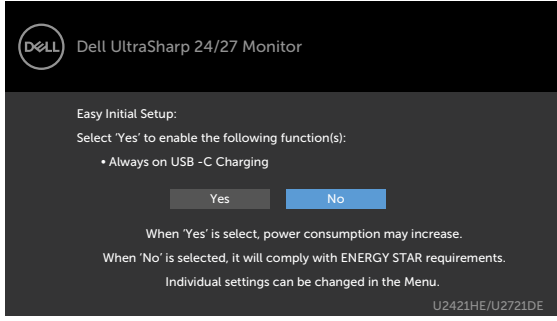 DELL
Dell UltraSharp 24/27 Monitor
Easy Initial Setup:
Select ‘Yes’ to enable the following function(s):
• Always on USB -C Charging
Yes No
When ‘Yes’ is select, power consumption may increase.
When ‘No’ is selected, it will comply with ENERGY STAR requirements.
Individual settings can be changed in the Menu.
U2421HE/U2721DE